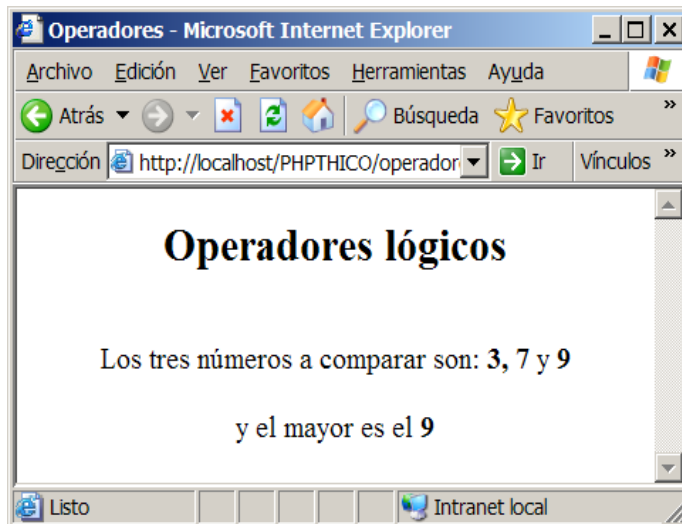 Operadores - Microsoft Internet Explorer
Archivo Edición Ver Favoritos Herramientas Ayuda
Atrás Búsqueda Favoritos »
Dirección http://localhost/PHPTHICO/operador Ir Vínculos »
Operadores lógicos
Los tres números a comparar son: 3, 7 y 9
y el mayor es el 9
Listo Intranet local